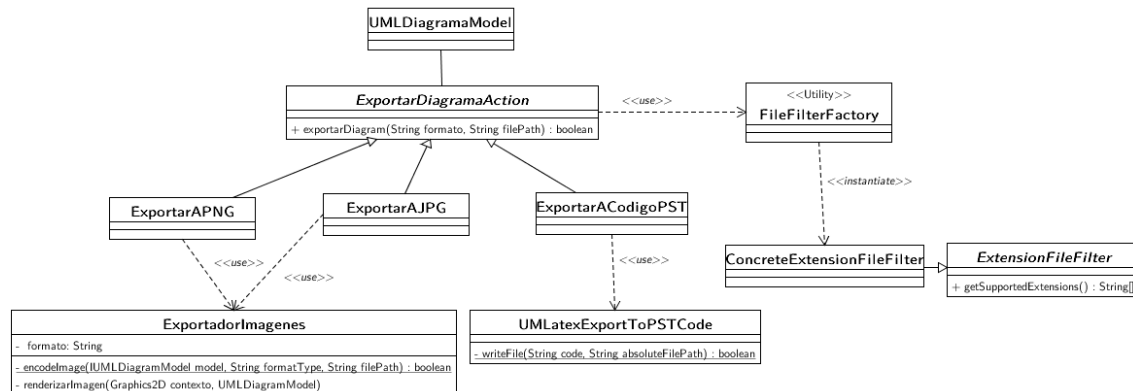 UMLDiagramaModel
ExportarDiagramaAction
+ exportarDiagram(String formato, String filePath) : boolean
<<use>>
<<Utility>>
FileFilterFactory
<<instantiate>>
ExportarAPNG
ExportarAJPG
ExportarACodigoPST
<<use>>
<<use>>
<<use>>
ConcreteExtensionFileFilter
ExtensionFileFilter
+ getSupportedExtensions() : String[]
ExportadorImagenes
- formato: String
- encodeImage(IUMLDiagramModel model, String formatType, String filePath) : boolean
- renderizarImagen(Graphics2D contexto, UMLDiagramModel)
UMLatexExportToPSTCode
- writeFile(String code, String absoluteFilePath) : boolean